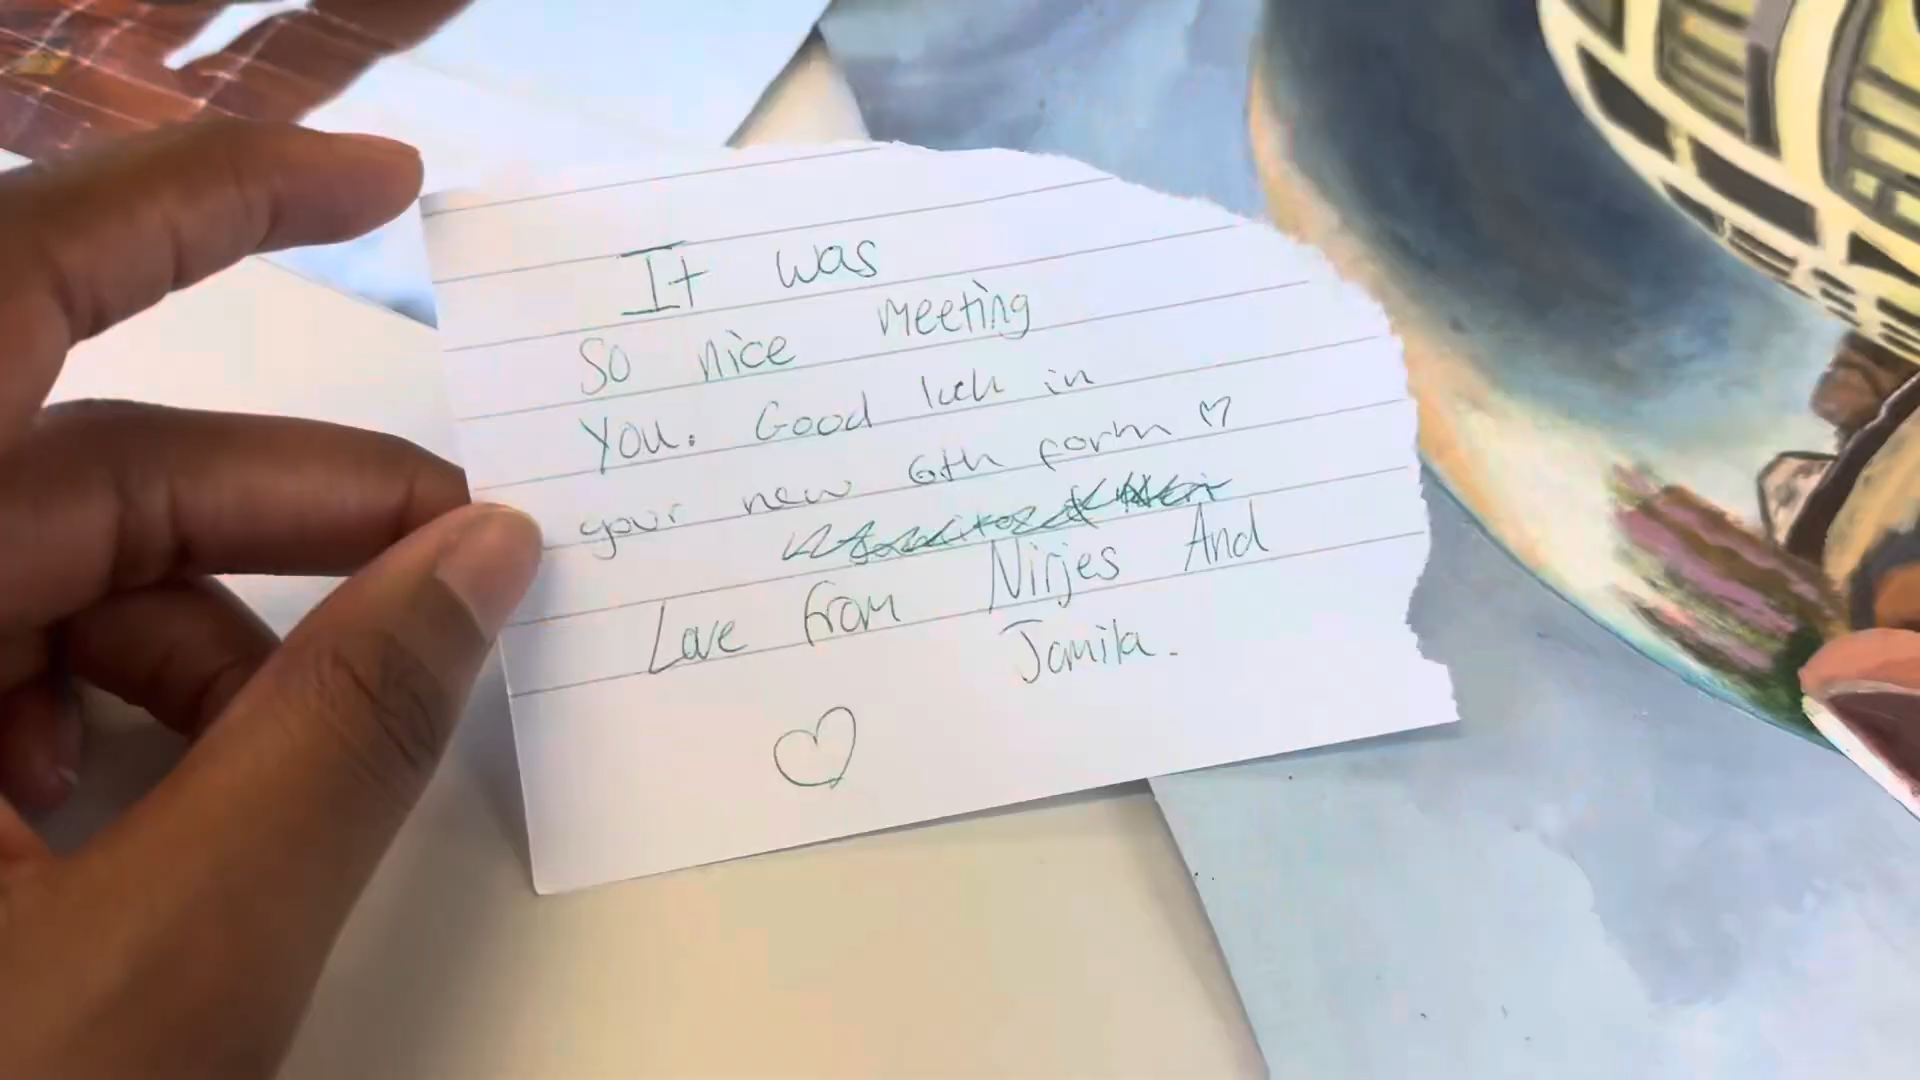 It was
So nice meeting
You. Good luck in
your new 6th form ♡
Love from Nirjes And
Jamila.